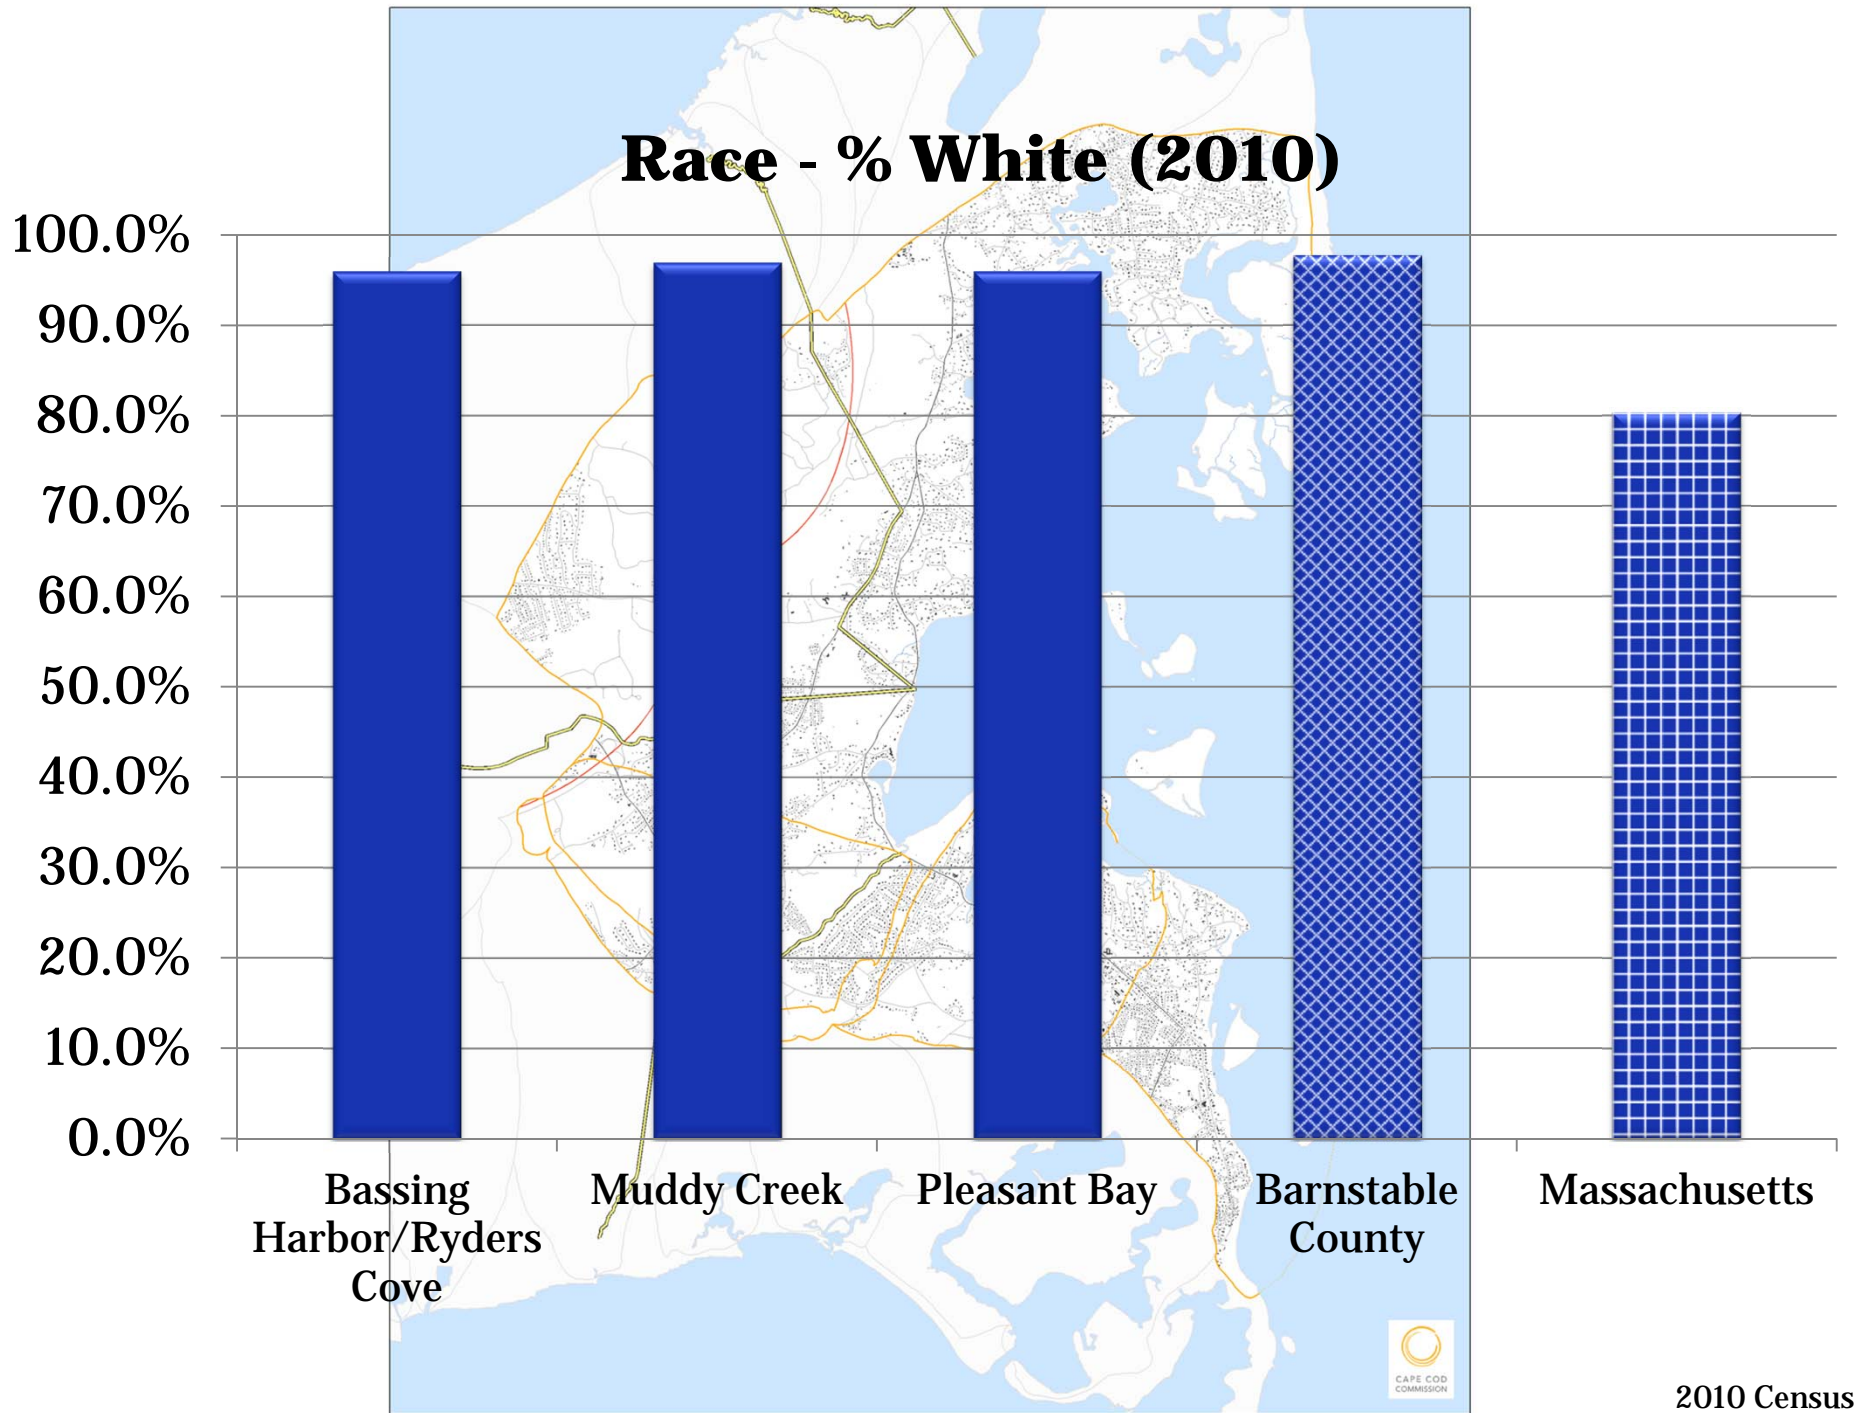 Race - % White (2010)
100.0%
90.0%
80.0%
70.0%
60.0%
50.0%
40.0%
30.0%
20.0%
10.0%
0.0%
Bassing
Harbor/Ryders
Cove
Muddy Creek
Pleasant Bay
Barnstable
County
Massachusetts
CAPE COD
COMMISSION
2010 Census